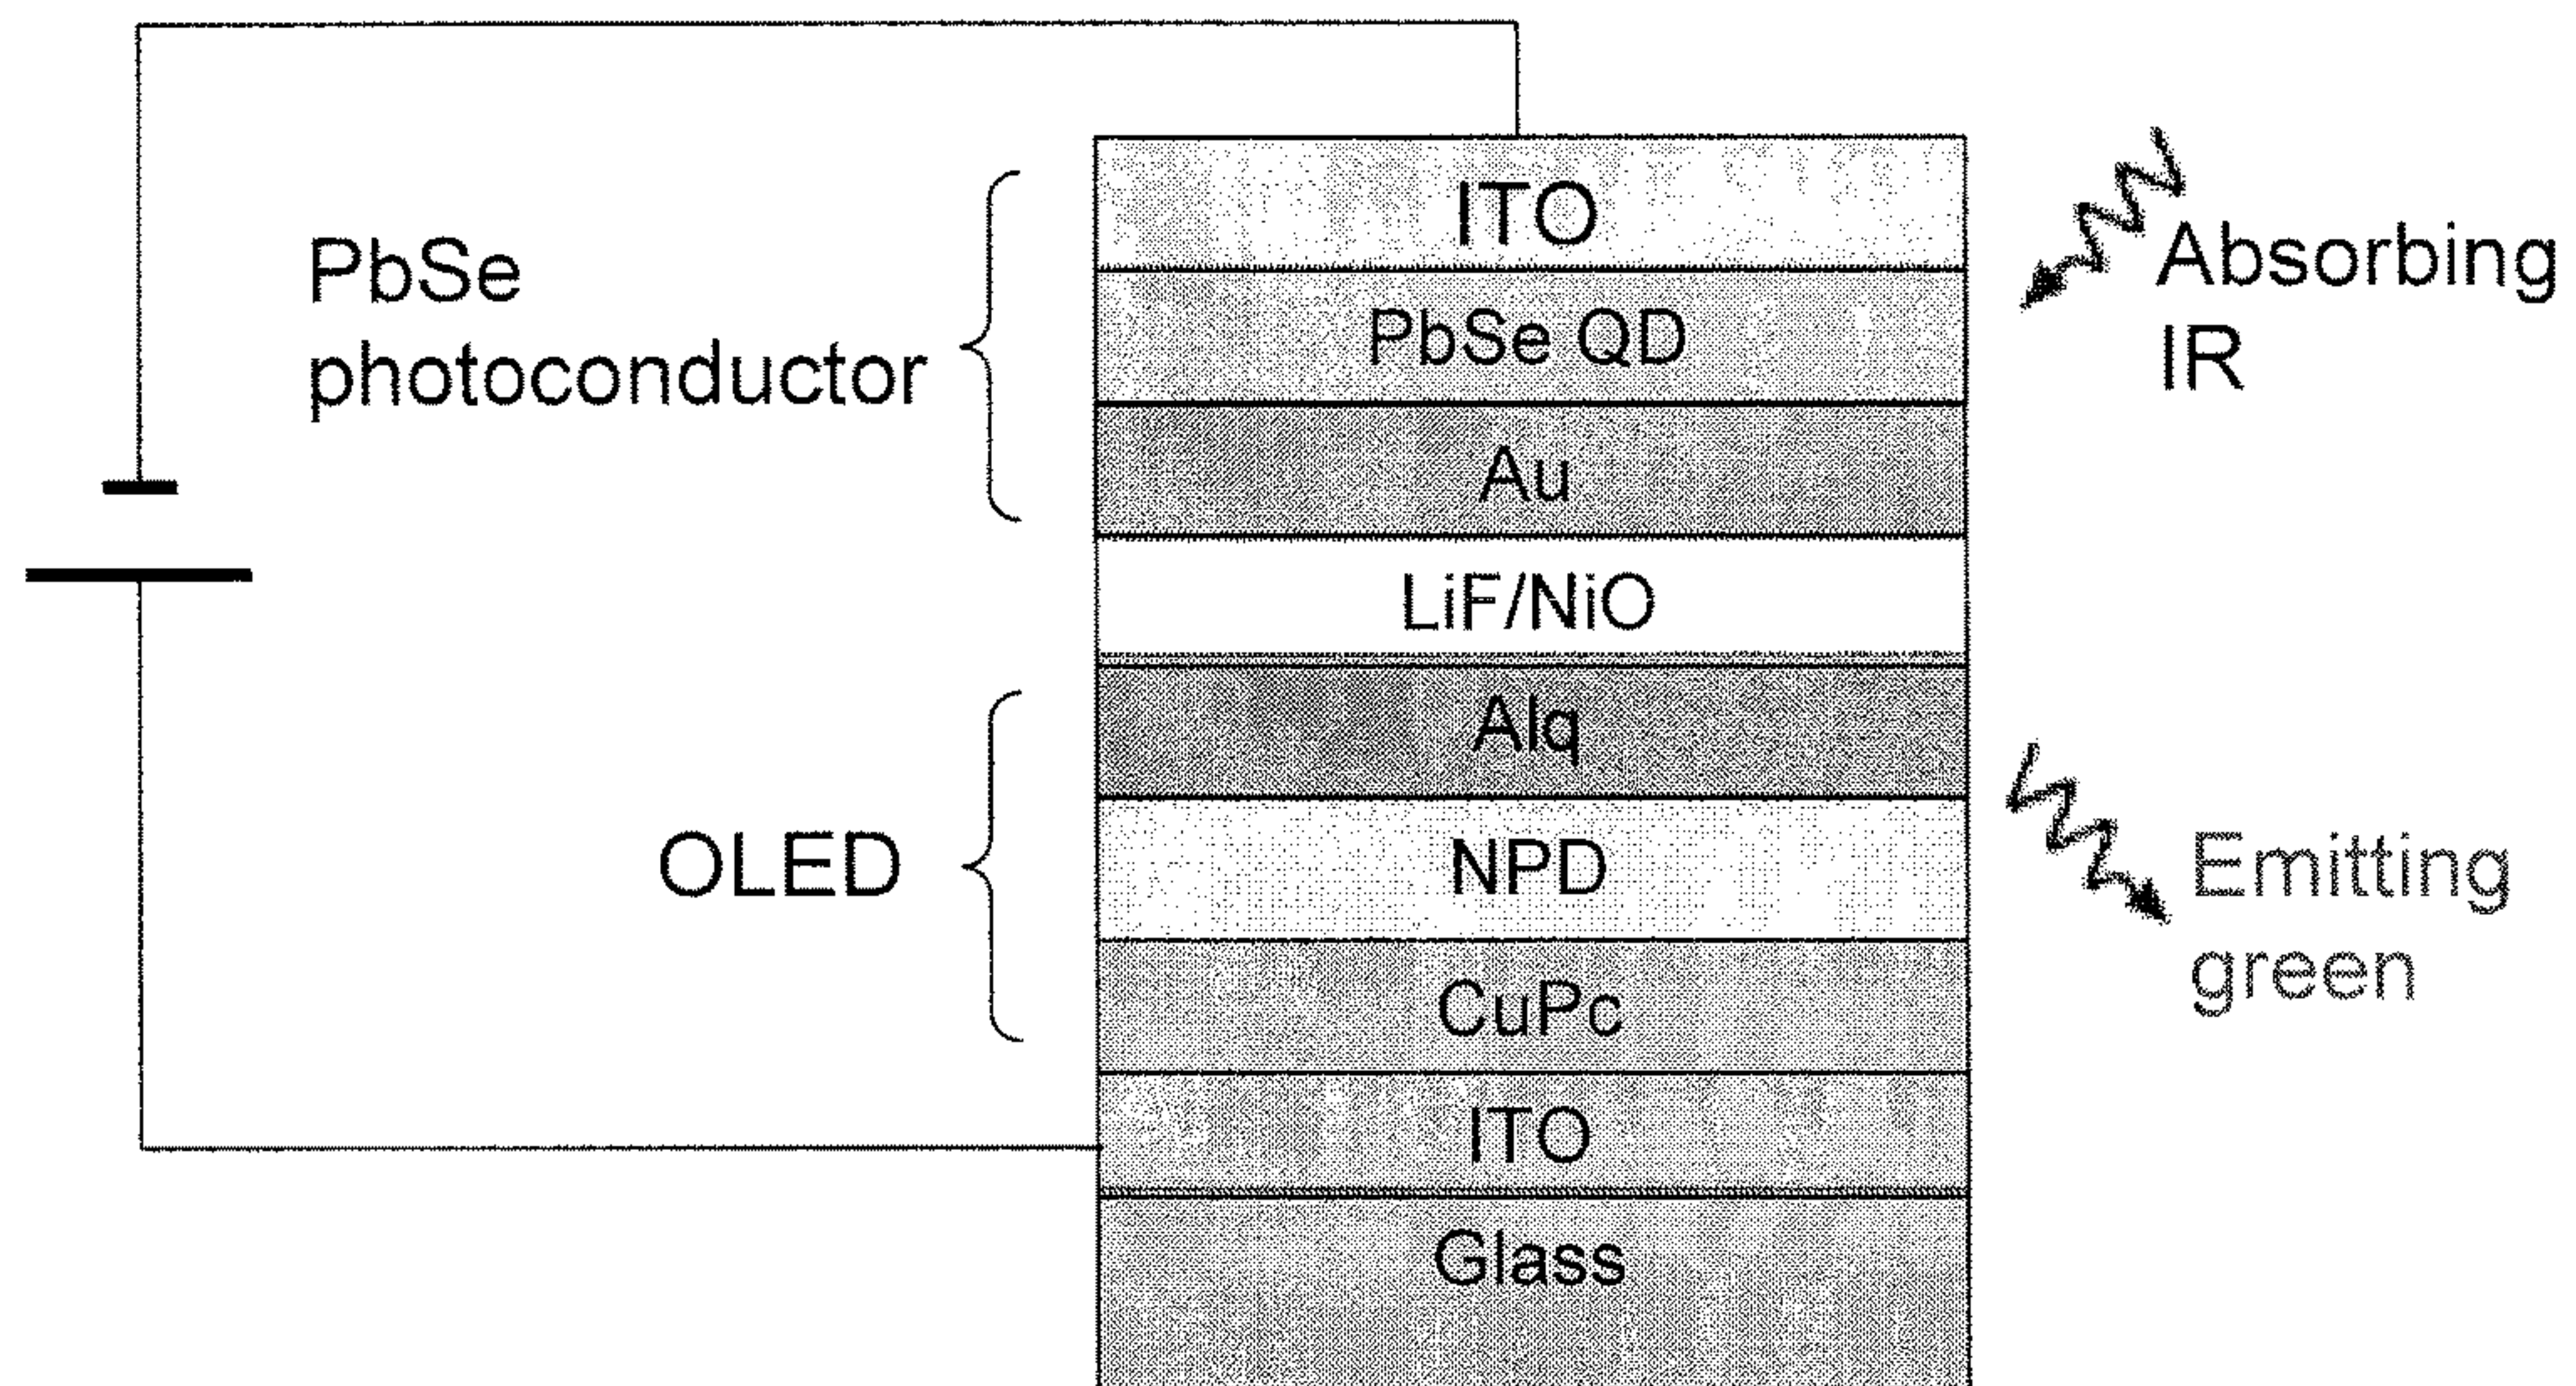 PbSe
photoconductor
OLED
ITO
PbSe QD
Au
LiF/NiO
Alq
NPD
CuPc
ITO
Glass
Absorbing
IR
Emitting
green